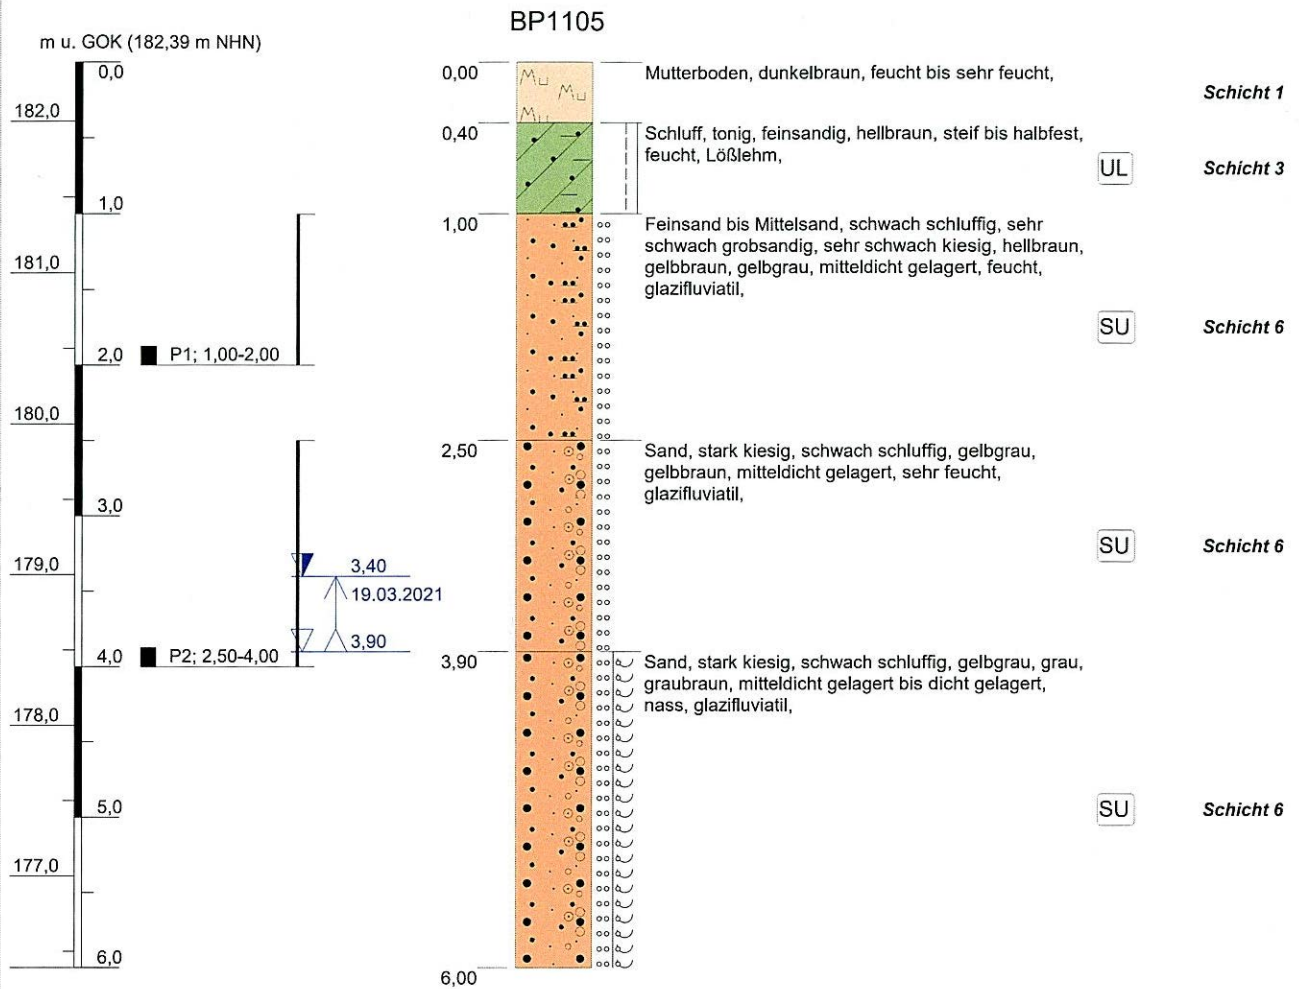 BP1105
m u. GOK (182,39 m NHN)
0,0
182,0
1,0
181,0
2,0
P1; 1,00-2,00
180,0
3,0
179,0
3,40
19.03.2021
3,90
4,0
P2; 2,50-4,00
178,0
5,0
177,0
6,0
0,00
Mu
Mu
Mu
Mutterboden, dunkelbraun, feucht bis sehr feucht,
Schicht 1
0,40
Schluff, tonig, feinsandig, hellbraun, steif bis halbfest,
feucht, Lößlehm,
UL
Schicht 3
1,00
Feinsand bis Mittelsand, schwach schluffig, sehr
schwach grobsandig, sehr schwach kiesig, hellbraun,
gelbbraun, gelbgrau, mitteldicht gelagert, feucht,
glazifluviatil,
SU
Schicht 6
2,50
Sand, stark kiesig, schwach schluffig, gelbgrau,
gelbbraun, mitteldicht gelagert, sehr feucht,
glazifluviatil,
SU
Schicht 6
3,90
Sand, stark kiesig, schwach schluffig, gelbgrau, grau,
graubraun, mitteldicht gelagert bis dicht gelagert,
nass, glazifluviatil,
SU
Schicht 6
6,00